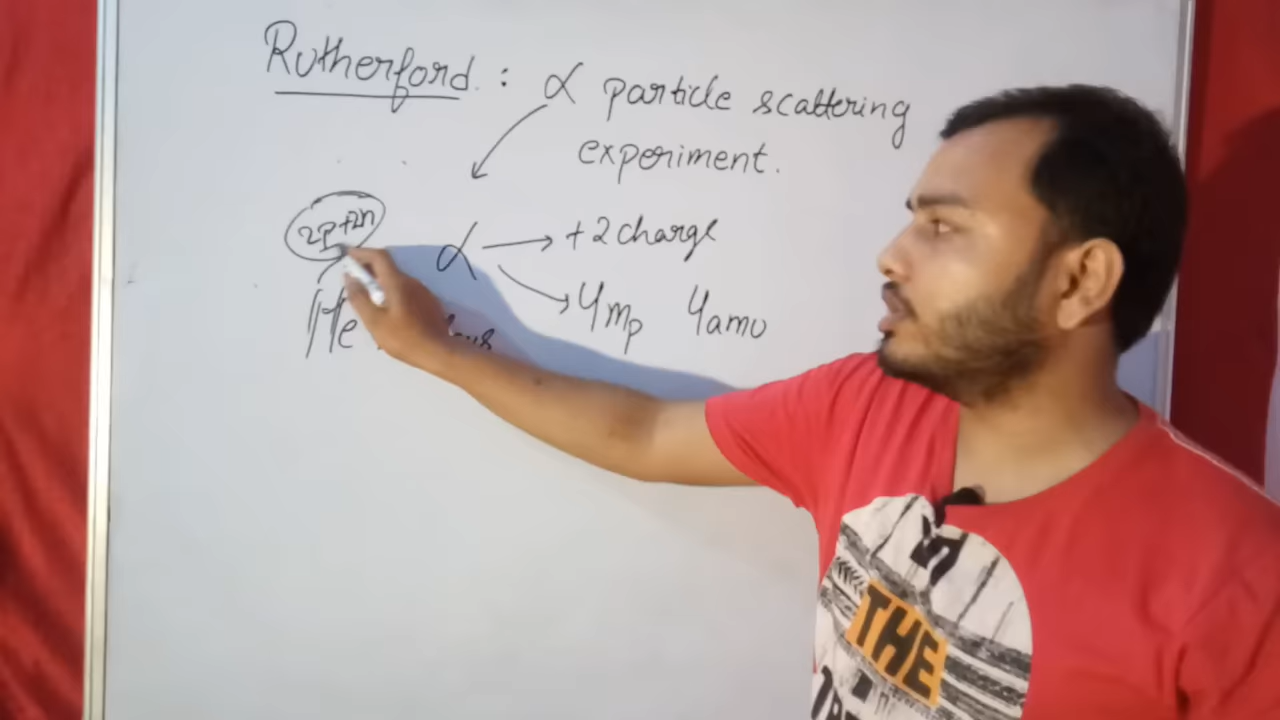 Rutherford : α particle scattering
experiment.
2p+2n
α → +2 charge
4mp 4amu
He
THE